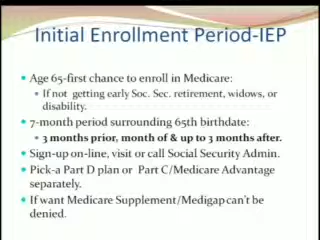 Initial Enrollment Period-IEP
Age 65-first chance to enroll in Medicare:
If not getting early Soc. Sec. retirement, widows, or
disability.
7-month period surrounding 65th birthdate:
3 months prior, month of & up to 3 months after.
Sign-up on-line, visit or call Social Security Admin.
Pick-a Part D plan or Part C/Medicare Advantage
separately.
If want Medicare Supplement/Medigap can't be
denied.